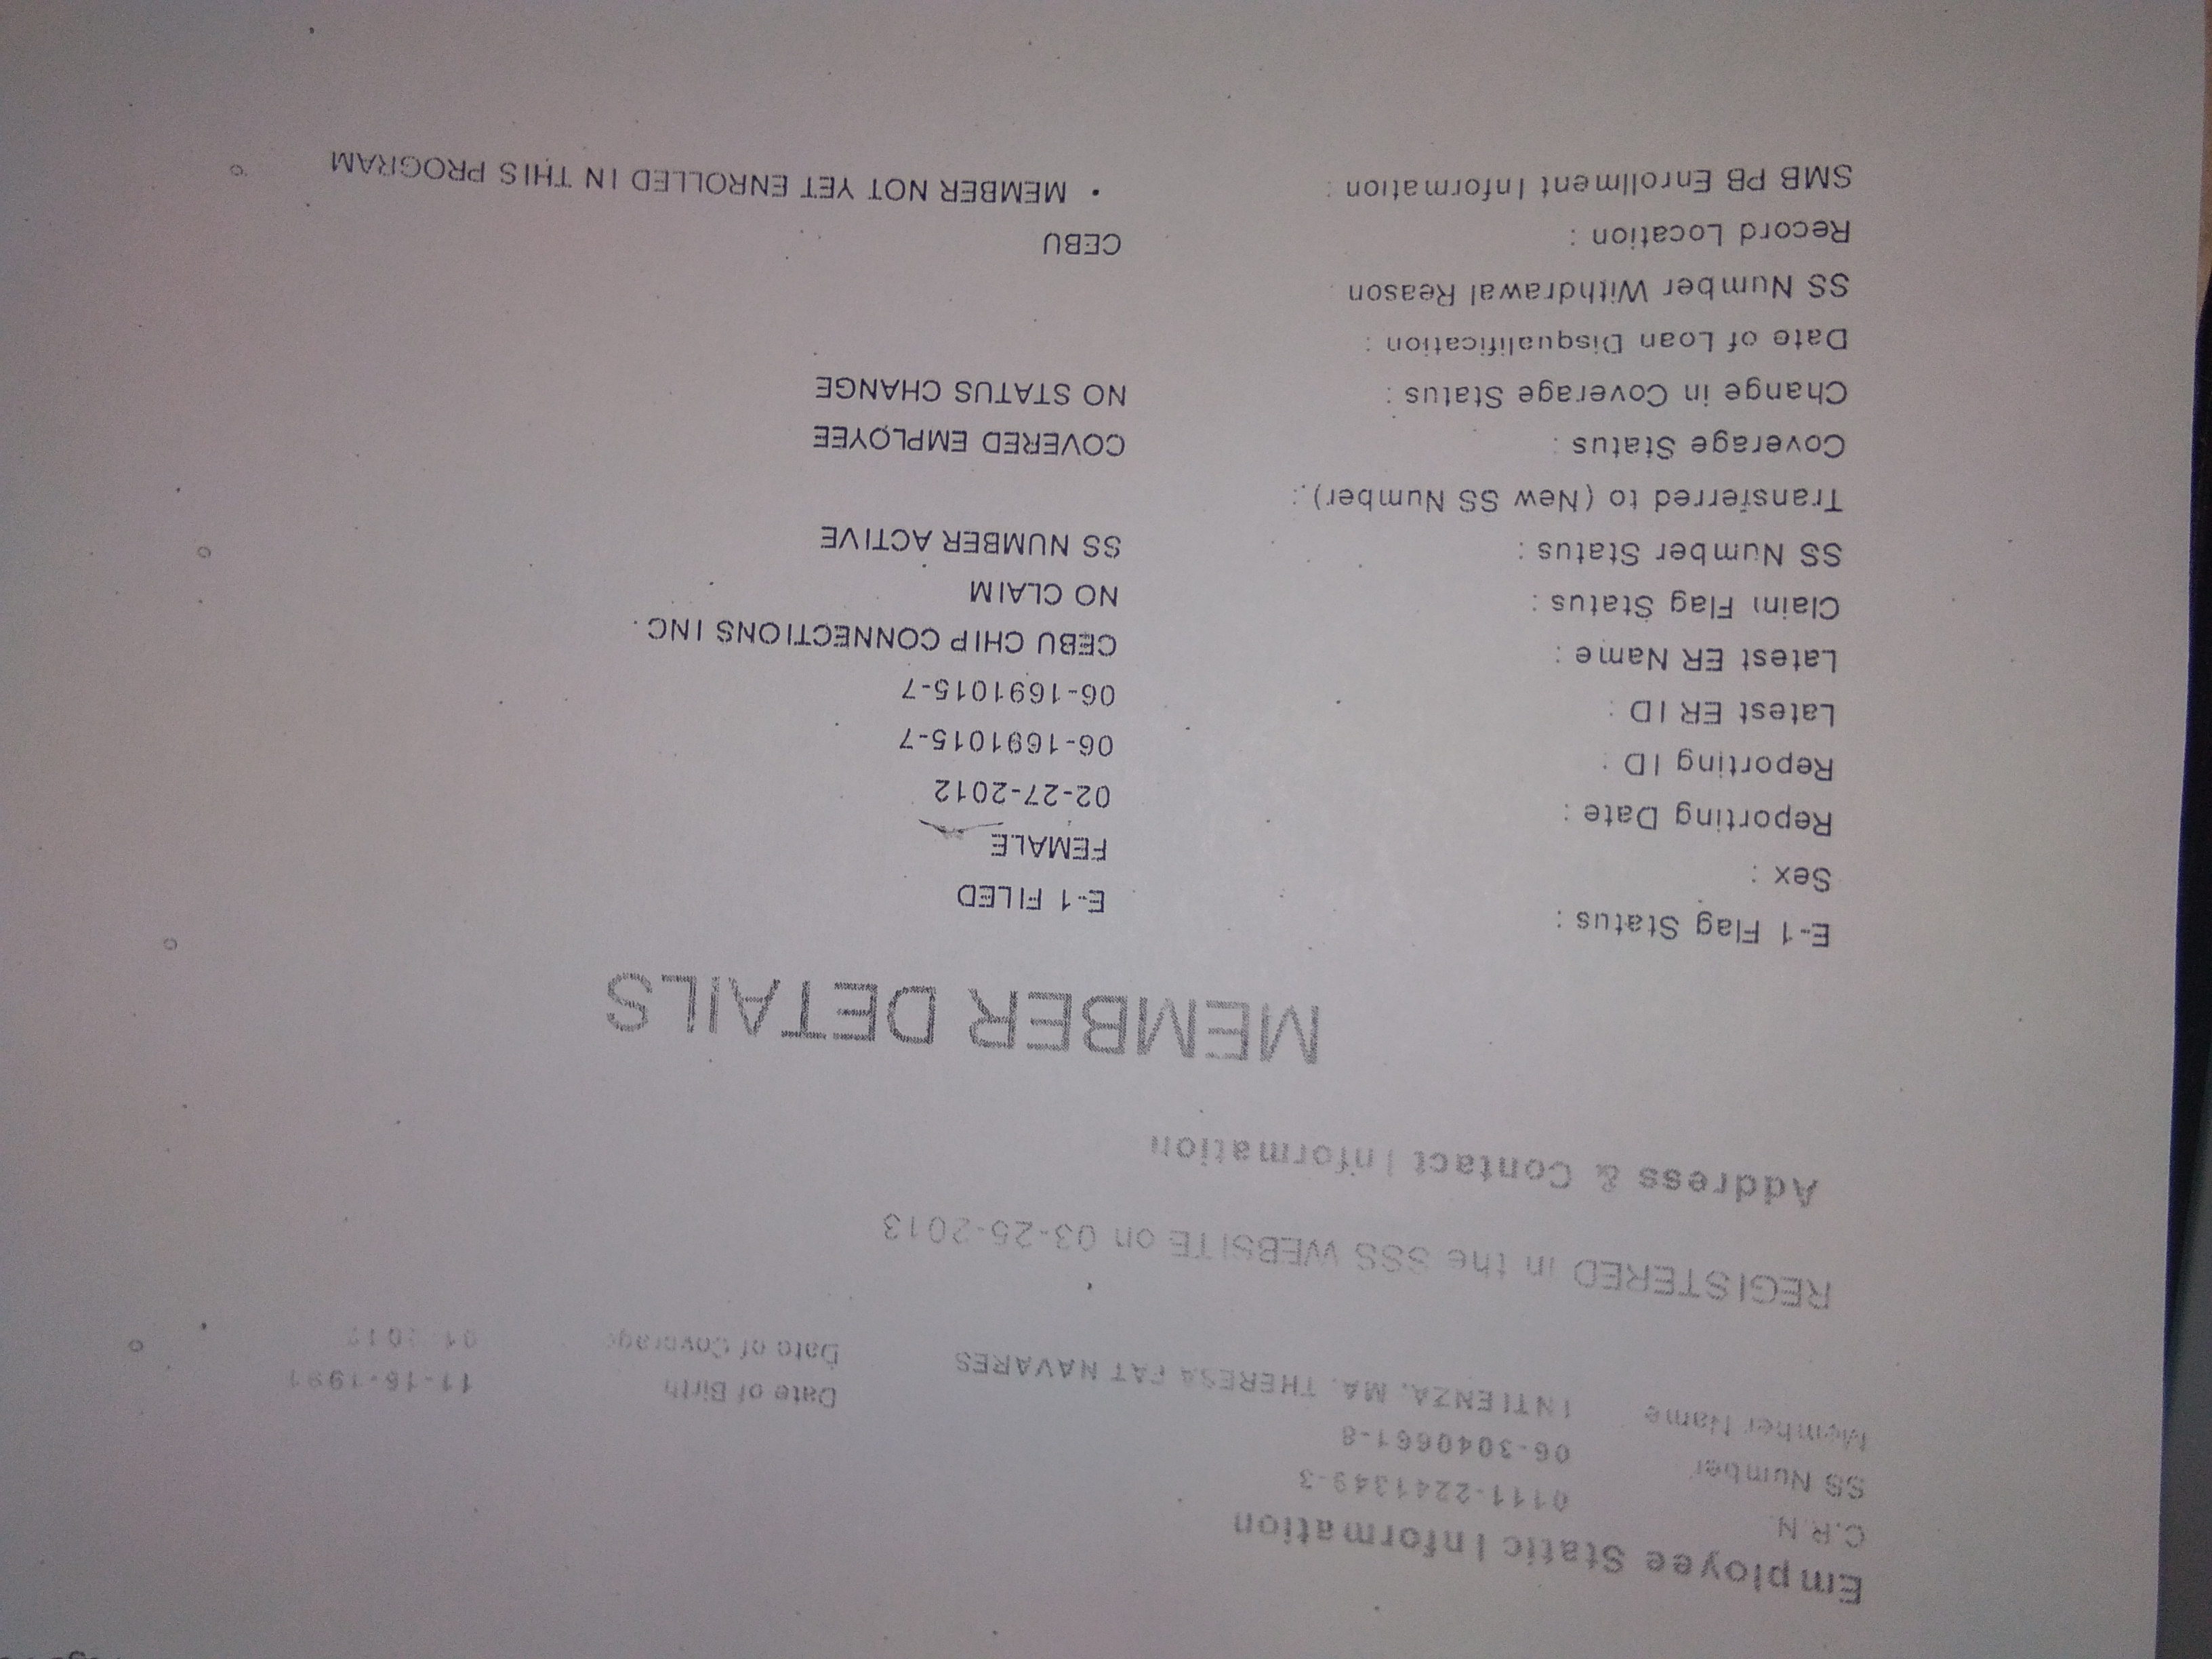 Employee Static Information
C.R.N. 0111-2241349-3
SS Number 06-3040661-8
Member Name INTIENZA, MA. THERESA FAT NAVARES Date of Birth 11-16-1991
Date of Coverage 01-2012
REGISTERED in the SSS WEBSITE on 03-25-2013
Address & Contact Information
MEMBER DETAILS
E-1 Flag Status : E-1 FILED
Sex : FEMALE
Reporting Date : 02-27-2012
Reporting ID : 06-1691015-7
Latest ER ID : 06-1691015-7
Latest ER Name : CEBU CHIP CONNECTIONS INC.
Claim Flag Status : NO CLAIM
SS Number Status : SS NUMBER ACTIVE
Transferred to (New SS Number) :
Coverage Status : COVERED EMPLOYEE
Change in Coverage Status : NO STATUS CHANGE
Date of Loan Disqualification :
SS Number Withdrawal Reason
Record Location : CEBU
SMB PB Enrollment Information : • MEMBER NOT YET ENROLLED IN THIS PROGRAM